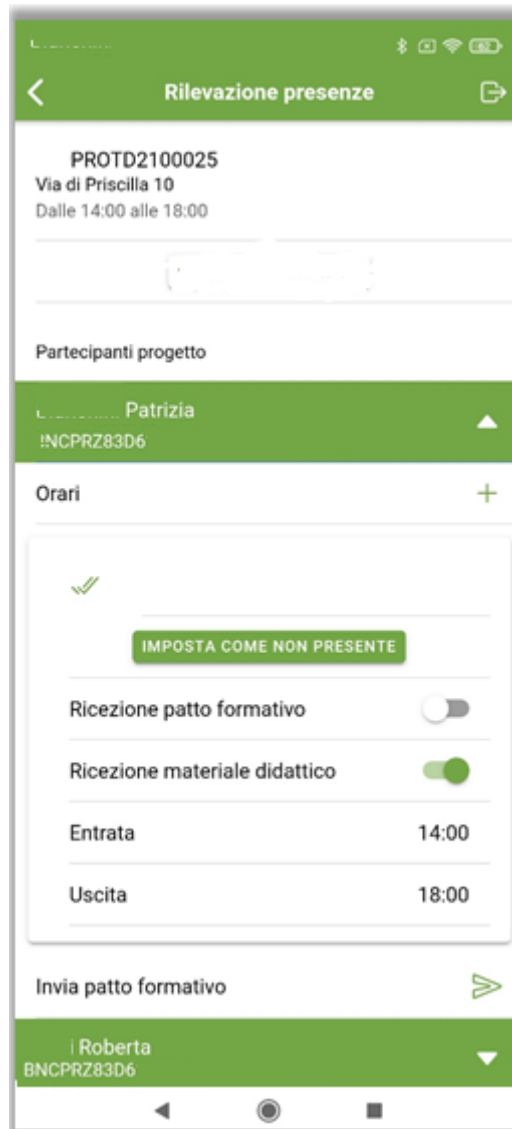 62
Rilevazione presenze
PROTD2100025
Via di Priscilla 10
Dalle 14:00 alle 18:00
Partecipanti progetto
Patrizia
NCPRZ83D6
Orari
IMPOSTA COME NON PRESENTE
Ricezione patto formativo
Ricezione materiale didattico
Entrata 14:00
Uscita 18:00
Invia patto formativo
Roberta
BNCPRZ83D6